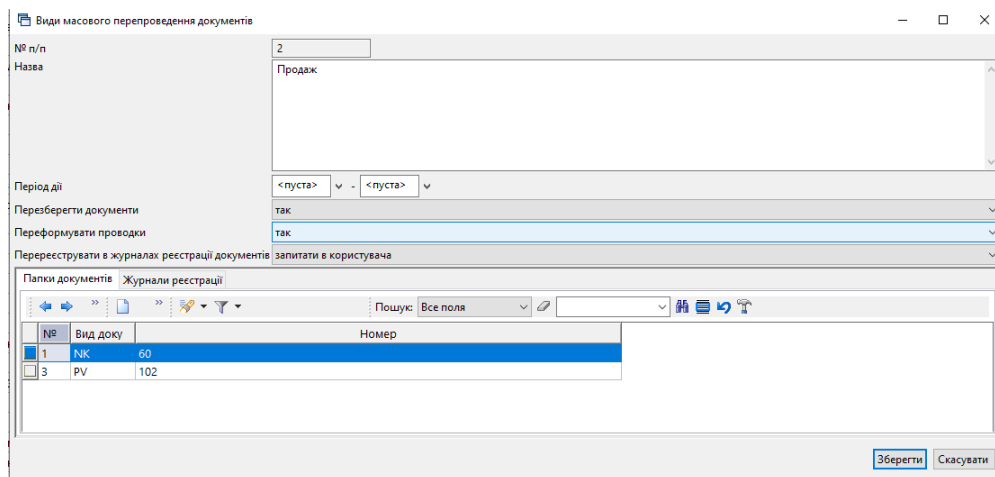 Види масового перепроведення документів
№ п/п 2
Назва Продаж
Період дії <пуста> - <пуста>
Перезберегти документи так
Переформувати проводки так
Перереєструвати в журналах реєстрації документів запитати в користувача
Папки документів Журнали реєстрації
Пошук: Все поля
№ Вид доку Номер
1 NK 60
3 PV 102
Зберегти Скасувати